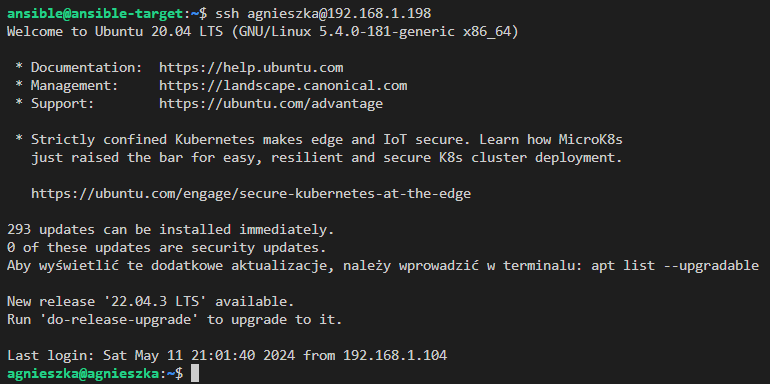 ansible@ansible-target:~$ ssh agnieszka@192.168.1.198
Welcome to Ubuntu 20.04 LTS (GNU/Linux 5.4.0-181-generic x86_64)
* Documentation:  https://help.ubuntu.com
* Management:     https://landscape.canonical.com
* Support:        https://ubuntu.com/advantage
* Strictly confined Kubernetes makes edge and IoT secure. Learn how MicroK8s
just raised the bar for easy, resilient and secure K8s cluster deployment.
https://ubuntu.com/engage/secure-kubernetes-at-the-edge
293 updates can be installed immediately.
0 of these updates are security updates.
Aby wyświetlić te dodatkowe aktualizacje, należy wprowadzić w terminalu: apt list --upgradable
New release '22.04.3 LTS' available.
Run 'do-release-upgrade' to upgrade to it.
Last login: Sat May 11 21:01:40 2024 from 192.168.1.104
agnieszka@agnieszka:~$